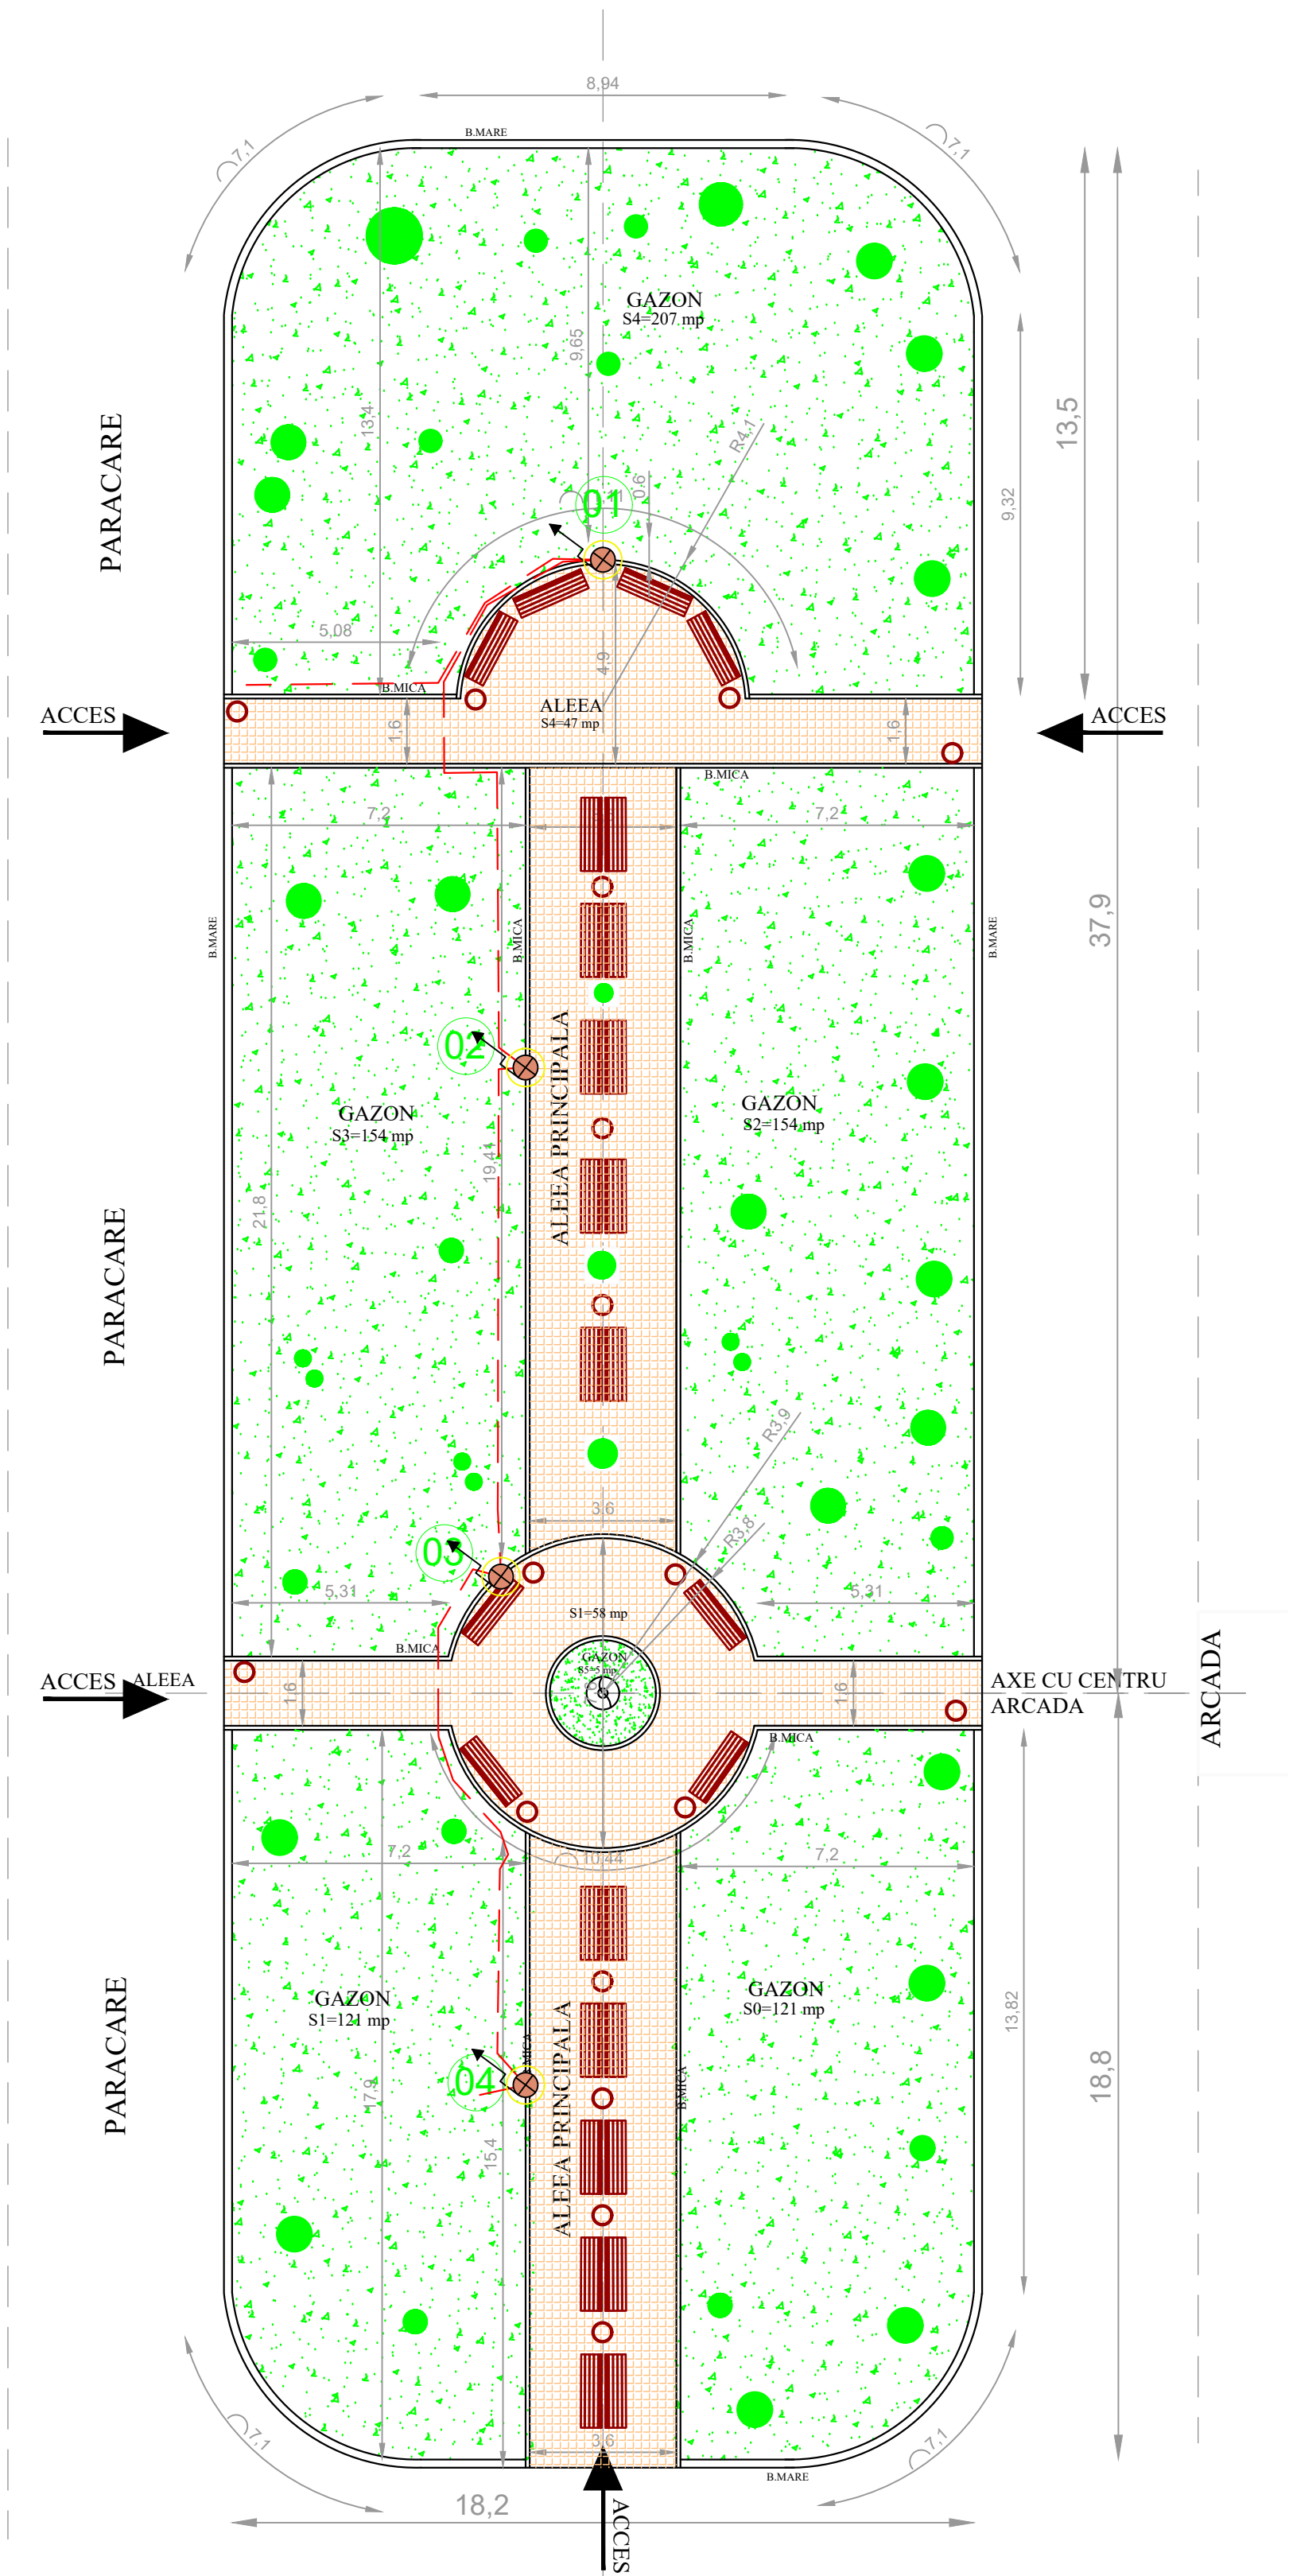 8,94
B.MARE
7,1
7,1
GAZON
S4=207 mp
9,65
13,4
R4,1
13,5
9,32
PARACARE
01
0.6
5,08
4,9
B.MICA
ALEEA
S4=47 mp
ACCES
ACCES
1,6
1,6
B.MICA
7,2
7,2
37,9
B.MARE
B.MICA
B.MICA
B.MARE
02
ALEEA PRINCIPALA
GAZON
S3=154 mp
GAZON
S2=154 mp
19,41
21,8
PARACARE
R3,9
3,6
R3,8
03
5,31
5,31
S1=58 mp
B.MICA
GAZON
S5=5 mp
ACCES
ALEEA
1,6
1,6
AXE CU CENTRU
ARCADA
ARCADA
B.MICA
7,2
10,44
7,2
GAZON
S1=121 mp
GAZON
S0=121 mp
13,82
PARACARE
ALEEA PRINCIPALA
B.MICA
04
17,9
15,4
18,8
7,1
7,1
3,6
B.MARE
18,2
ACCES